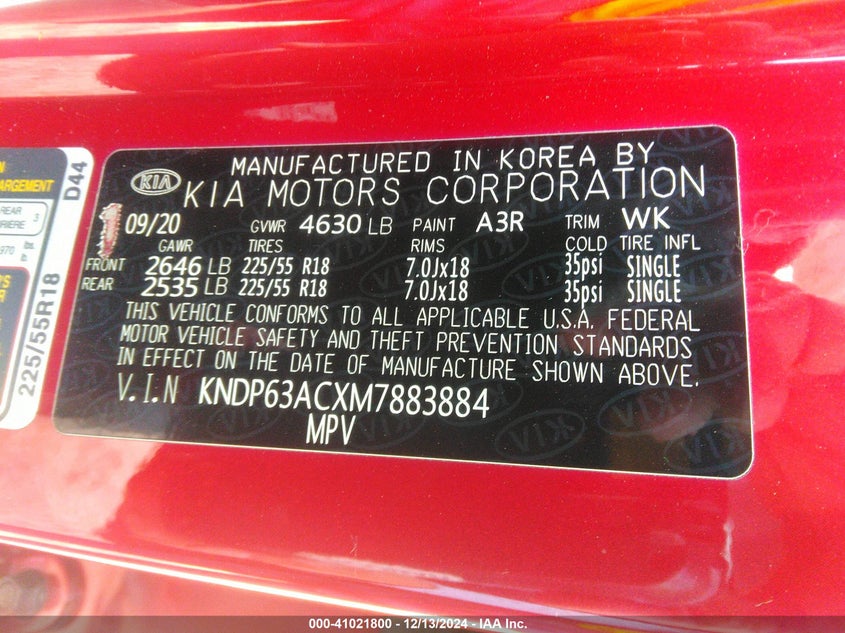 KIA
MANUFACTURED IN KOREA BY
KIA MOTORS CORPORATION
09/20 GVWR 4630 LB PAINT A3R TRIM WK
GAWR TIRES RIMS COLD TIRE INFL
FRONT 2646 LB 225/55 R18 7.0Jx18 35psi SINGLE
REAR 2535 LB 225/55 R18 7.0Jx18 35psi SINGLE
THIS VEHICLE CONFORMS TO ALL APPLICABLE U.S.A. FEDERAL
MOTOR VEHICLE SAFETY AND THEFT PREVENTION STANDARDS
IN EFFECT ON THE DATE OF MANUFACTURE SHOWN ABOVE.
V.I.N KNDP63ACXM7883884
MPV
REAR 3
D44
225/55R18
000-41021800 - 12/13/2024 - IAA Inc.